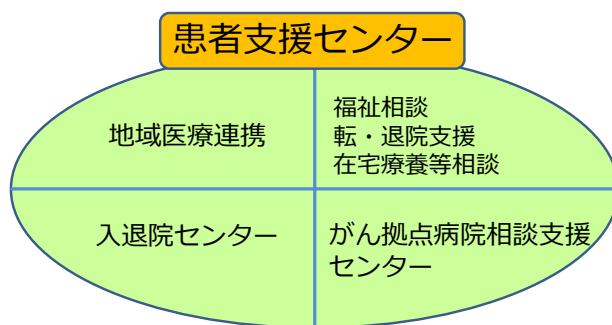 患者支援センター
地域医療連携
福祉相談
転・退院支援
在宅療養等相談
入退院センター
がん拠点病院相談支援
センター